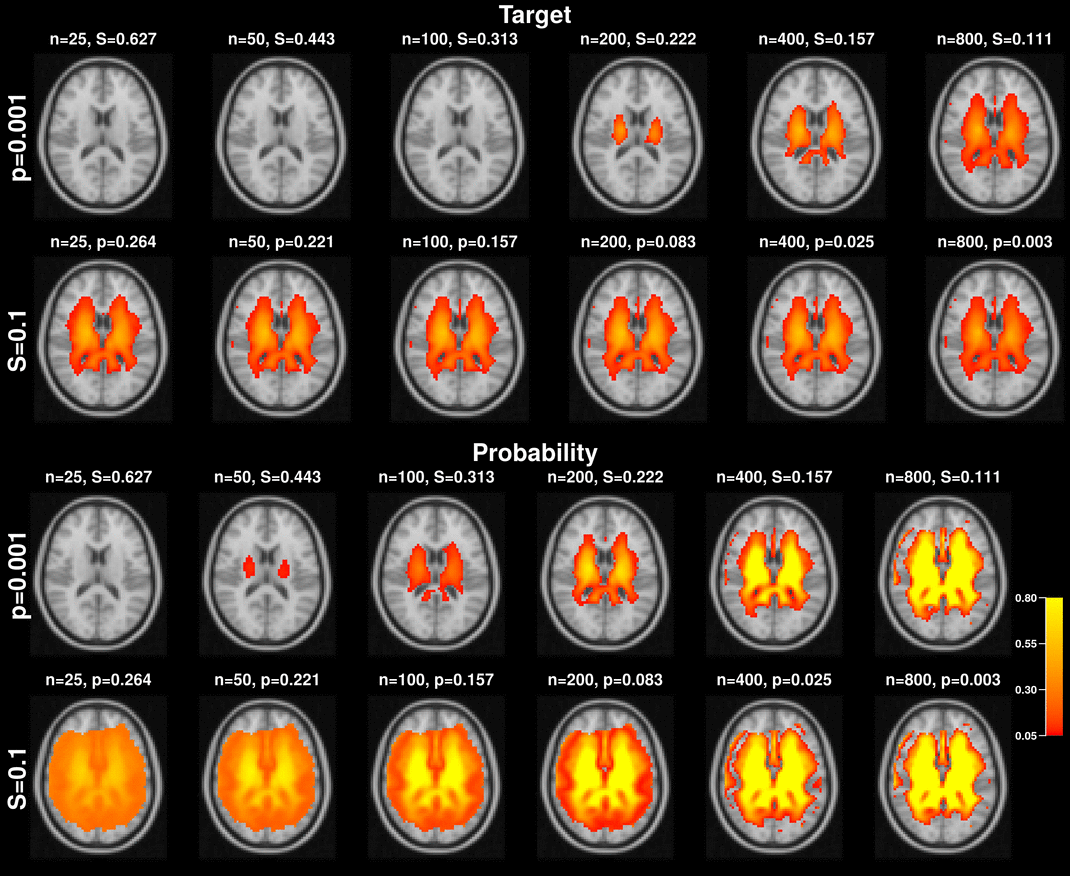 Target
n=25, S=0.627 n=50, S=0.443 n=100, S=0.313 n=200, S=0.222 n=400, S=0.157 n=800, S=0.111
p=0.001
n=25, p=0.264 n=50, p=0.221 n=100, p=0.157 n=200, p=0.083 n=400, p=0.025 n=800, p=0.003
S=0.1
Probability
n=25, S=0.627 n=50, S=0.443 n=100, S=0.313 n=200, S=0.222 n=400, S=0.157 n=800, S=0.111
p=0.001
0.80
0.55
0.30
0.05
n=25, p=0.264 n=50, p=0.221 n=100, p=0.157 n=200, p=0.083 n=400, p=0.025 n=800, p=0.003
S=0.1